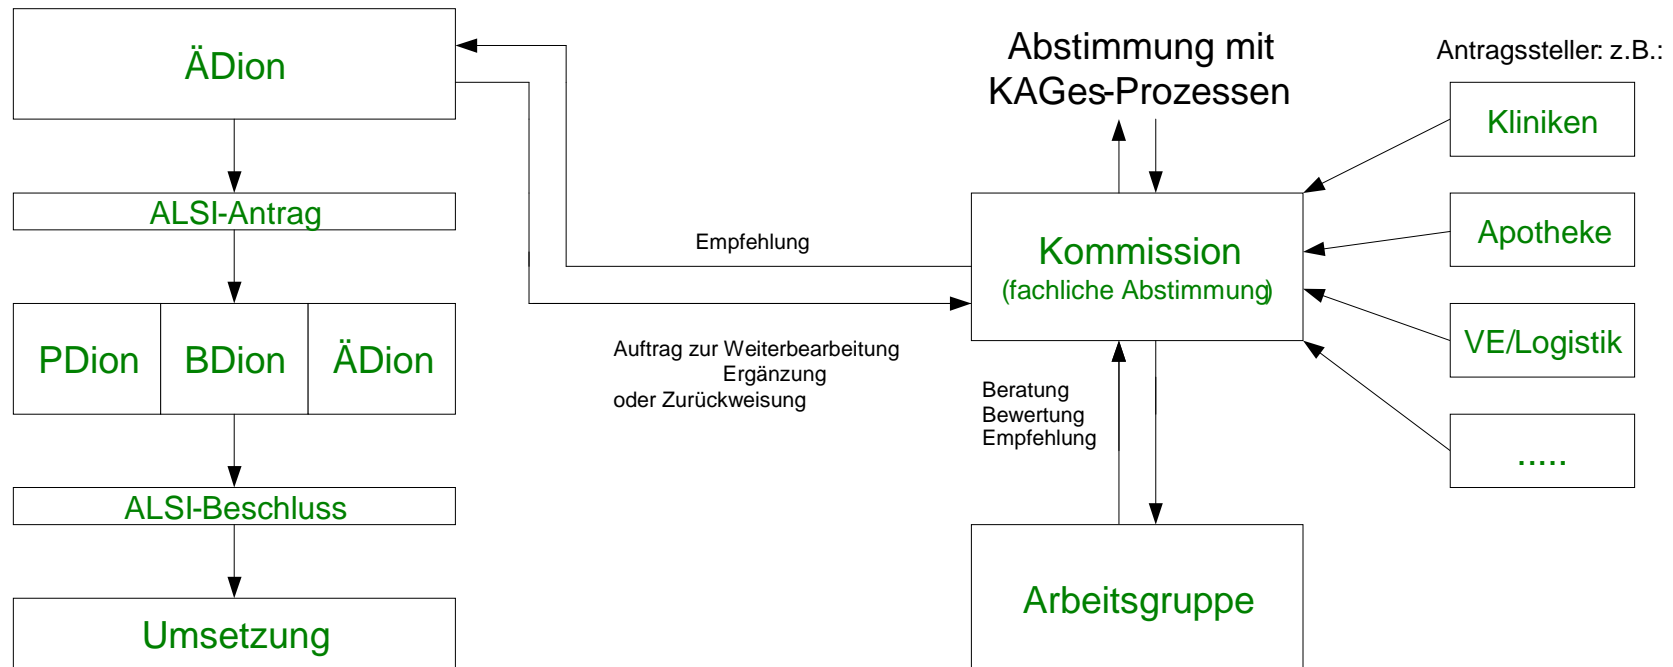 ÄDion
ALSI-Antrag
PDion
BDion
ÄDion
ALSI-Beschluss
Umsetzung
Empfehlung
Auftrag zur Weiterbearbeitung
Ergänzung
oder Zurückweisung
Abstimmung mit
KAGes-Prozessen
Kommission
(fachliche Abstimmung)
Beratung
Bewertung
Empfehlung
Arbeitsgruppe
Antragssteller: z.B.:
Kliniken
Apotheke
VE/Logistik
.....